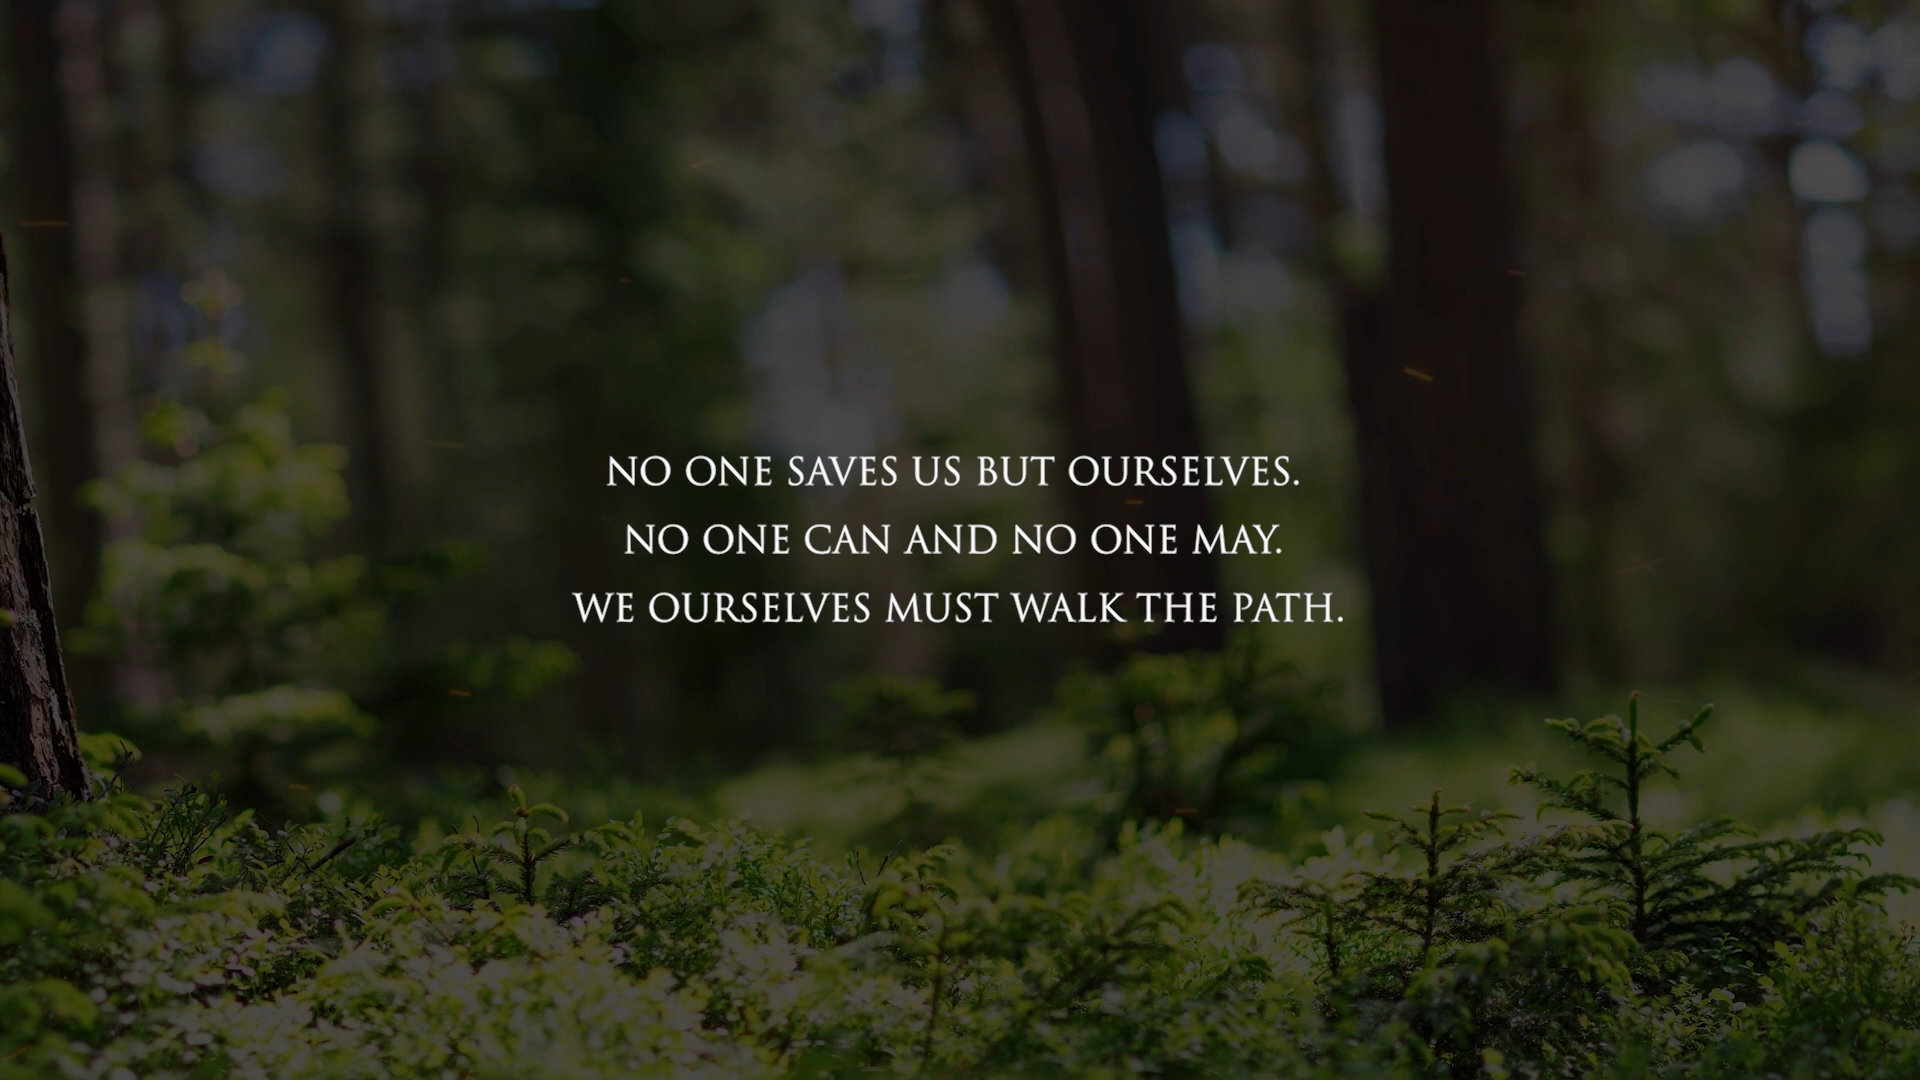 NO ONE SAVES US BUT OURSELVES.
NO ONE CAN AND NO ONE MAY.
WE OURSELVES MUST WALK THE PATH.